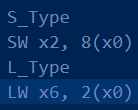 S_Type
SW x2, 8(x0)
L_Type
LW x6, 2(x0)